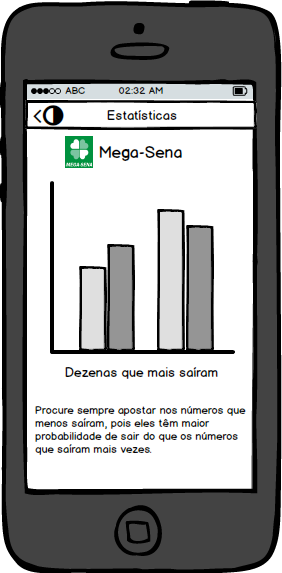 ABC 02:32 AM
Estatísticas
MEGA-SENA
Mega-Sena
Dezenas que mais saíram
Procure sempre apostar nos números que
menos saíram, pois eles têm maior
probabilidade de sair do que os números
que saíram mais vezes.